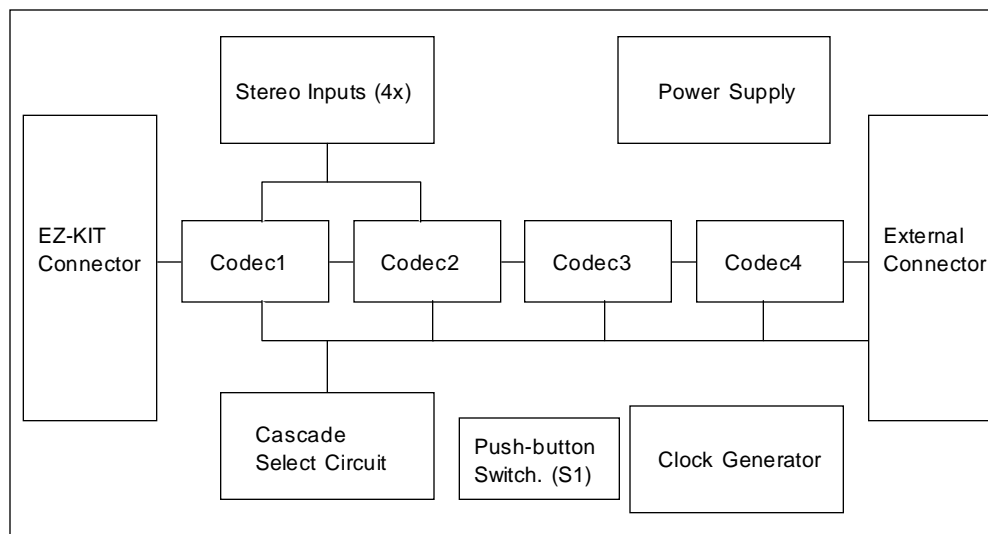 Stereo Inputs (4x)
Power Supply
EZ-KIT
Connector
Codec1
Codec2
Codec3
Codec4
External
Connector
Cascade
Select Circuit
Push-button
Switch. (S1)
Clock Generator